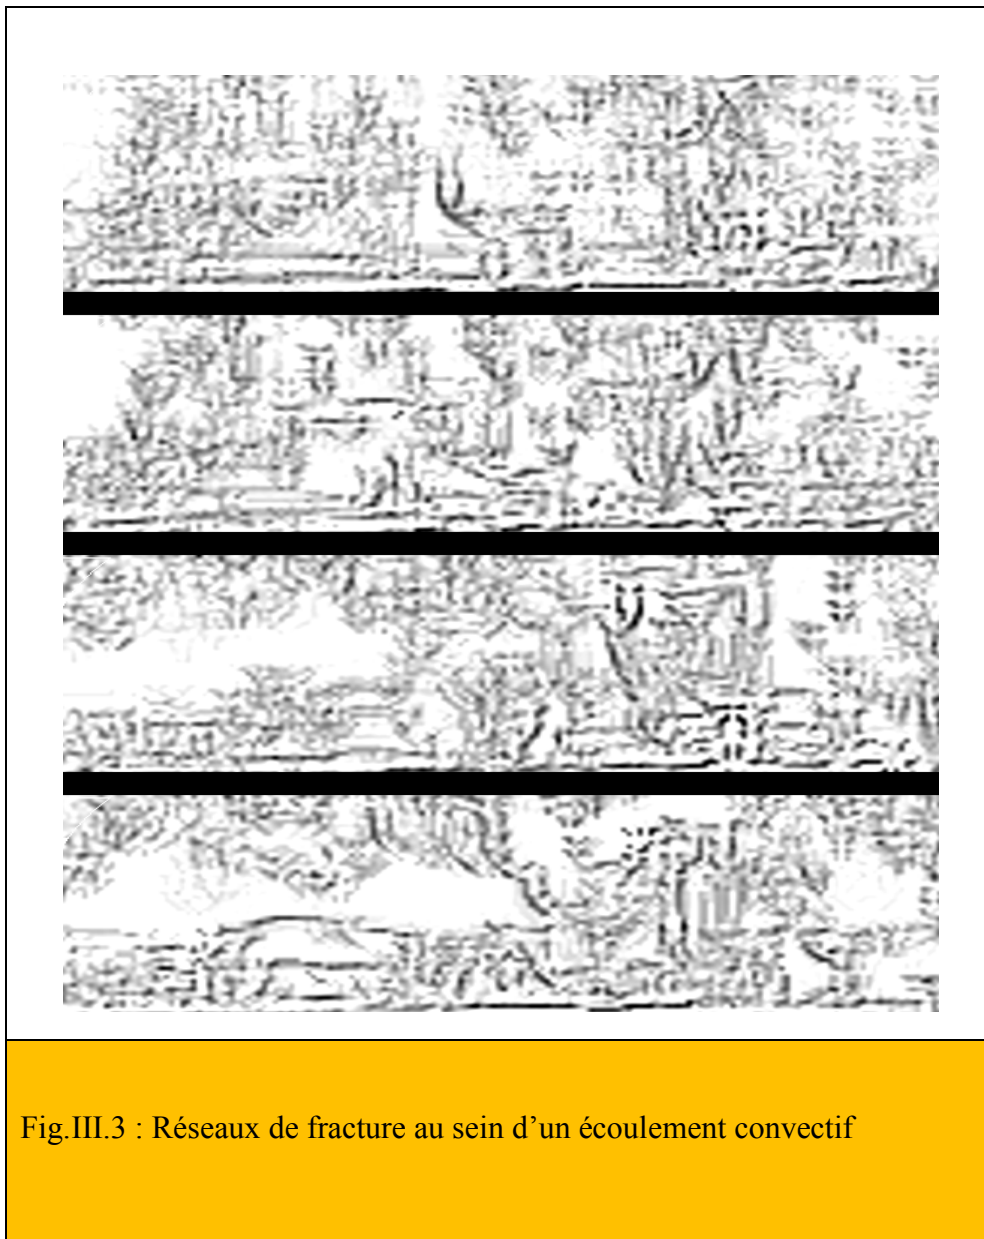 Fig.III.3 : Réseaux de fracture au sein d’un écoulement convectif